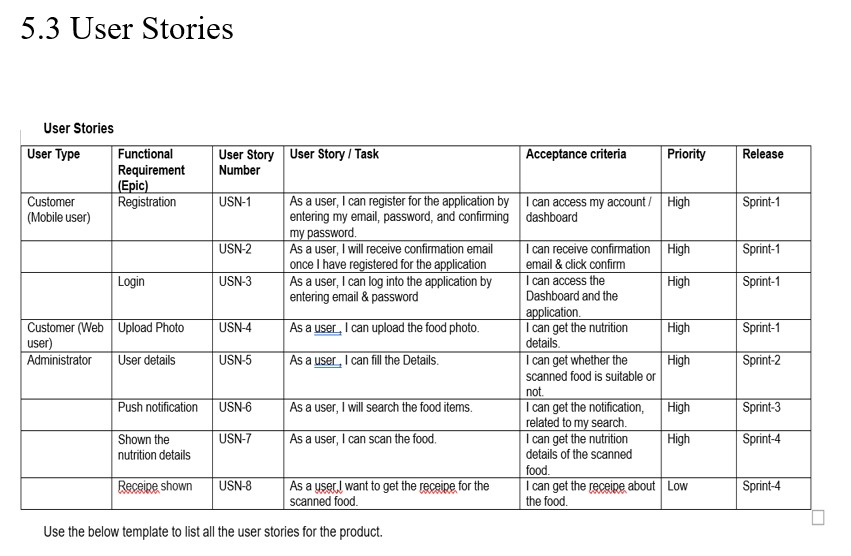 5.3 User Stories
User Stories
User Type Functional Requirement (Epic) User Story Number User Story / Task Acceptance criteria Priority Release
Customer (Mobile user) Registration USN-1 As a user, I can register for the application by entering my email, password, and confirming my password. I can access my account / dashboard High Sprint-1
USN-2 As a user, I will receive confirmation email once I have registered for the application I can receive confirmation email & click confirm High Sprint-1
Login USN-3 As a user, I can log into the application by entering email & password I can access the Dashboard and the application. High Sprint-1
Customer (Web user) Upload Photo USN-4 As a user , I can upload the food photo. I can get the nutrition details. High Sprint-1
Administrator User details USN-5 As a user , I can fill the Details. I can get whether the scanned food is suitable or not. High Sprint-2
Push notification USN-6 As a user, I will search the food items. I can get the notification, related to my search. High Sprint-3
Shown the nutrition details USN-7 As a user, I can scan the food. I can get the nutrition details of the scanned food. High Sprint-4
Receipe shown USN-8 As a user,I want to get the receipe for the scanned food. I can get the receipe about the food. Low Sprint-4
Use the below template to list all the user stories for the product.